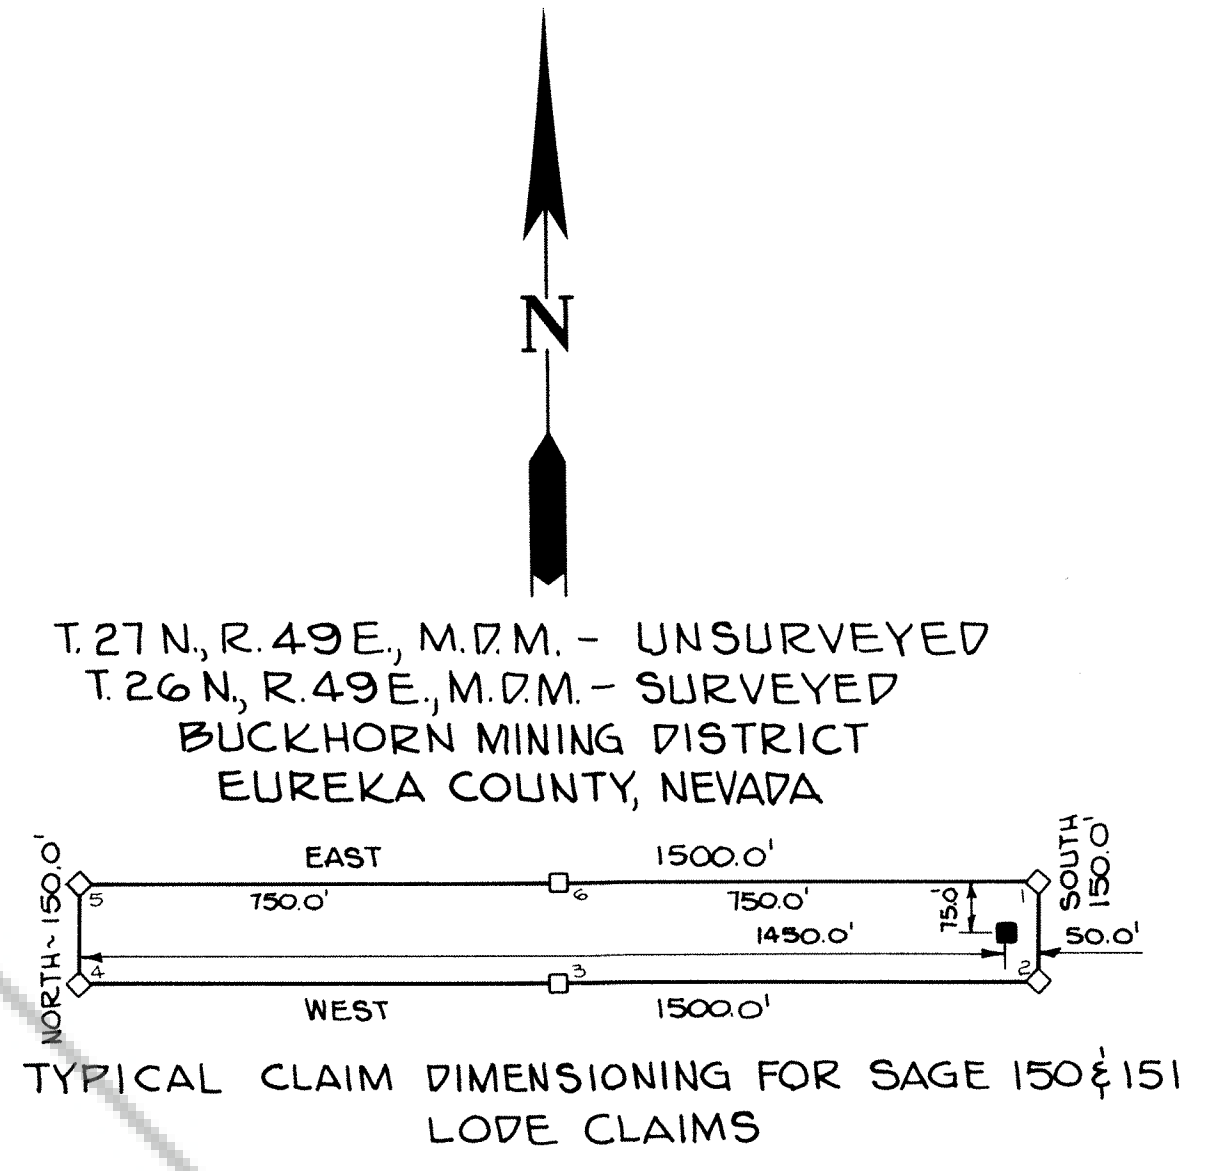 N
T. 27 N., R. 49 E., M.D.M. – UNSURVEYED
T. 26 N., R. 49 E., M.D.M. – SURVEYED
BUCKHORN MINING DISTRICT
EUREKA COUNTY, NEVADA
NORTH ~ 150.0'
EAST 1500.0'
SOUTH
150.0'
5 750.0' 6 750.0' 75.0' 1
1450.0' 50.0'
4 3 2
WEST 1500.0'
TYPICAL CLAIM DIMENSIONING FOR SAGE 150 & 151
LODE CLAIMS